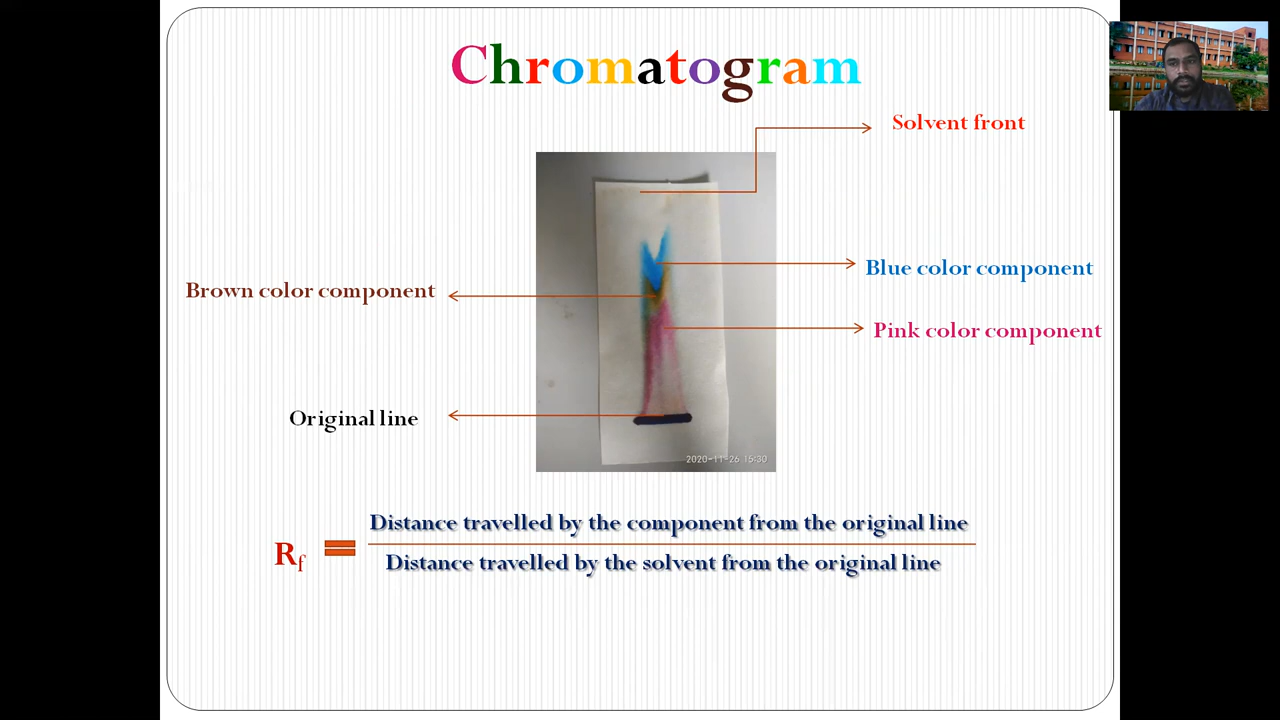 Chromatogram
Solvent front
Blue color component
Brown color component
Pink color component
Original line
2020-11-26 15:30
Rf = Distance travelled by the component from the original line
Distance travelled by the solvent from the original line